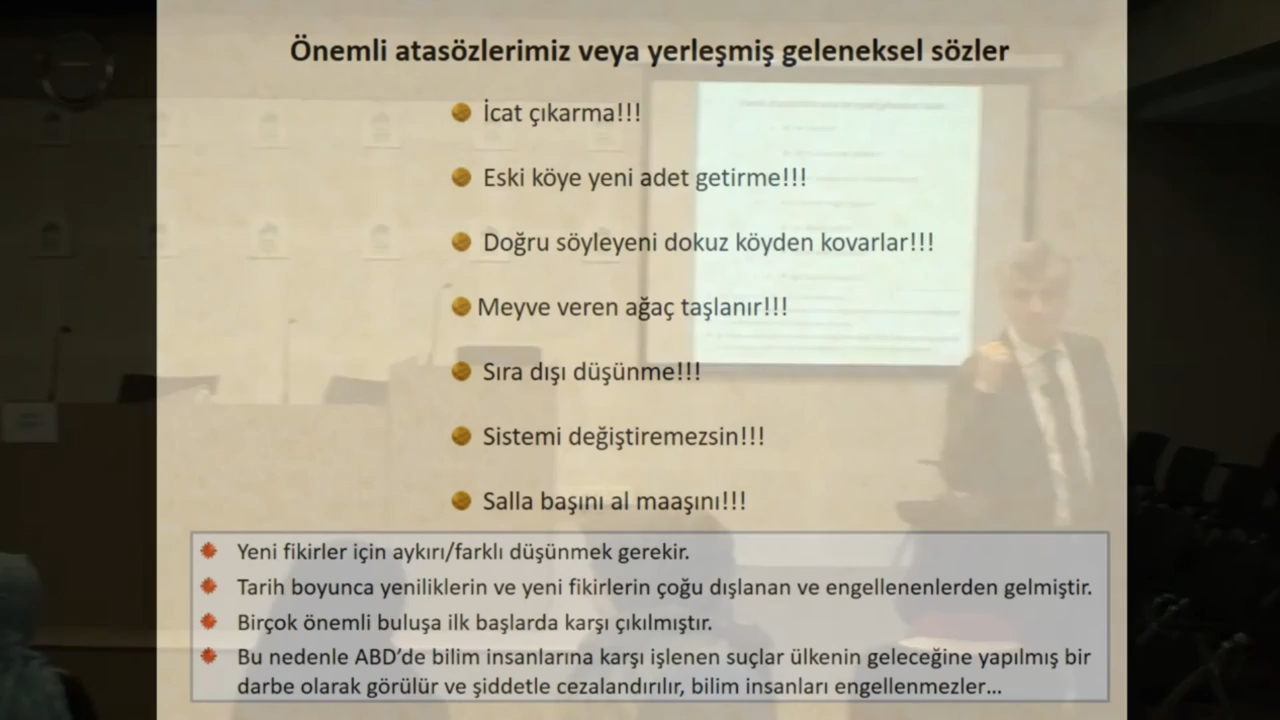 Önemli atasözlerimiz veya yerleşmiş geleneksel sözler
İcat çıkarma!!!
Eski köye yeni adet getirme!!!
Doğru söyleyeni dokuz köyden kovarlar!!!
Meyve veren ağaç taşlanır!!!
Sıra dışı düşünme!!!
Sistemi değiştiremezsin!!!
Salla başını al maaşını!!!
Yeni fikirler için aykırı/farklı düşünmek gerekir.
Tarih boyunca yeniliklerin ve yeni fikirlerin çoğu dışlanan ve engellenenlerden gelmiştir.
Birçok önemli buluşa ilk başlarda karşı çıkılmıştır.
Bu nedenle ABD’de bilim insanlarına karşı işlenen suçlar ülkenin geleceğine yapılmış bir
darbe olarak görülür ve şiddetle cezalandırılır, bilim insanları engellenmezler…